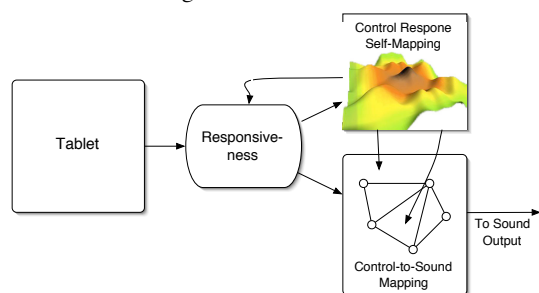 Control Respone
Self-Mapping
Tablet
Responsive-
ness
To Sound
Output
Control-to-Sound
Mapping